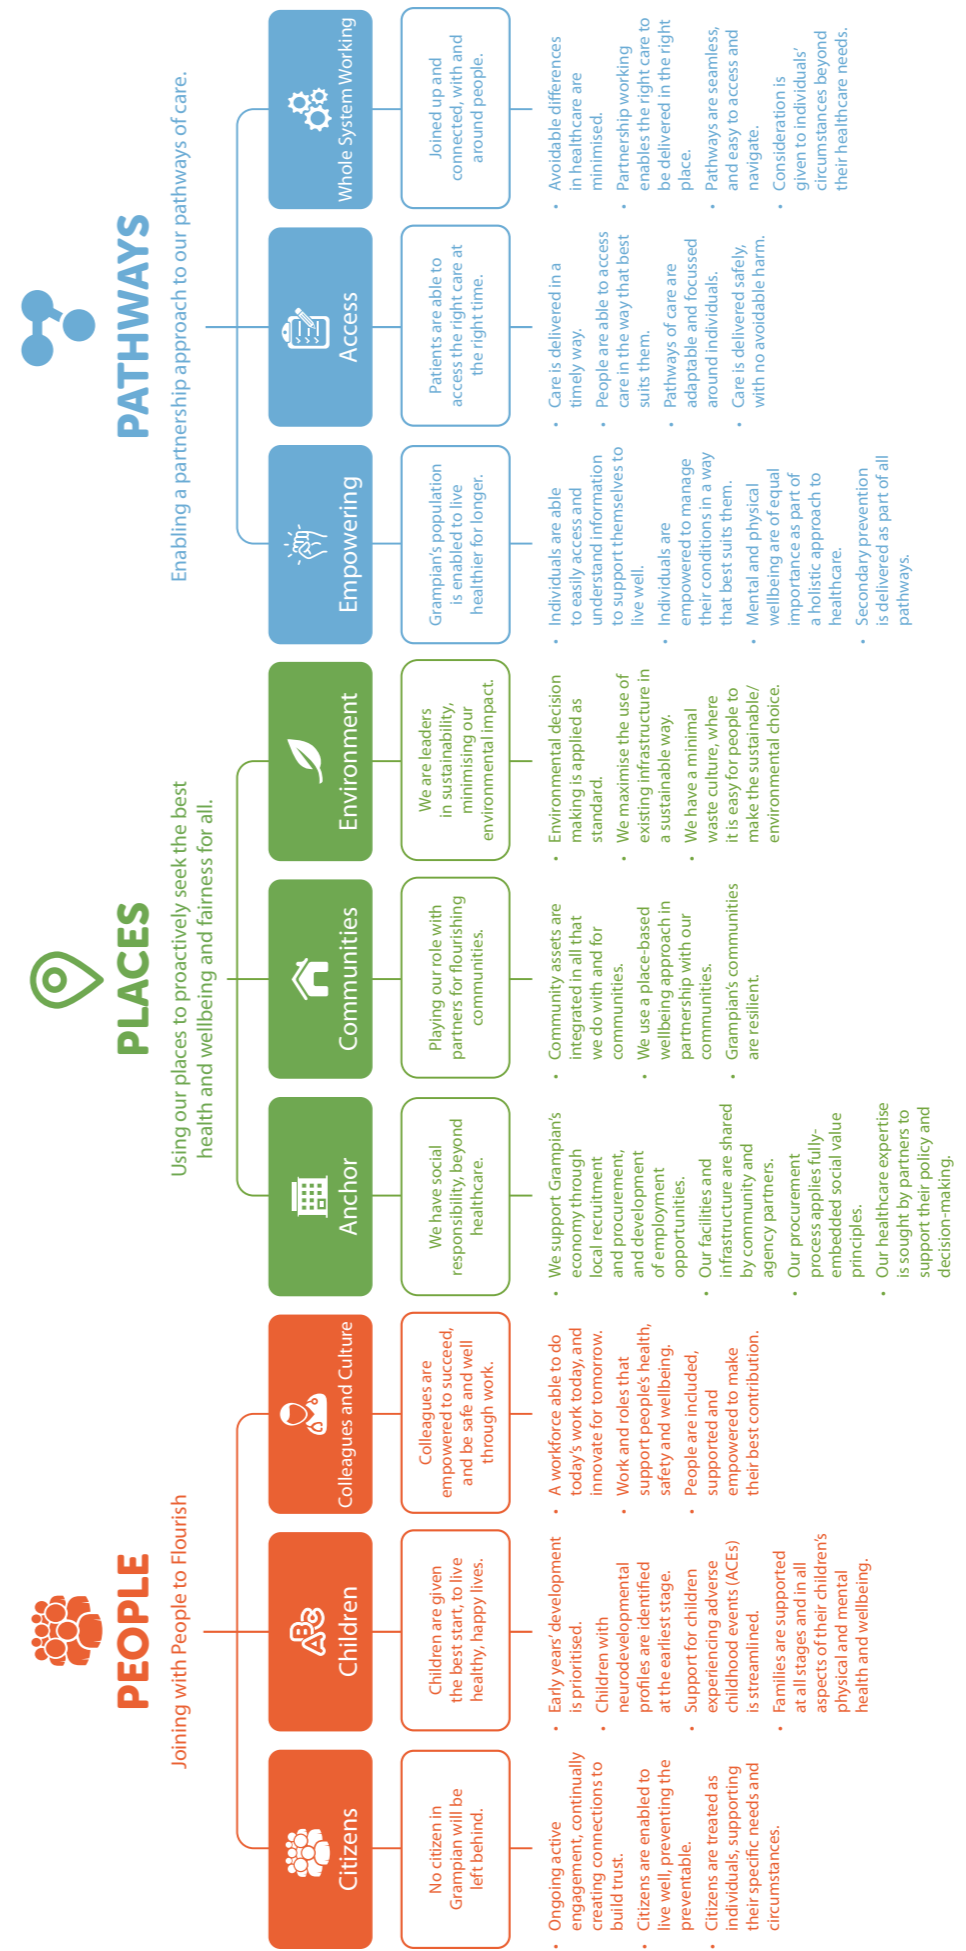 PEOPLE
Joining with People to Flourish
Citizens
No citizen in
Grampian will be
left behind.
• Ongoing active
engagement, continually
creating connections to
build trust.
• Citizens are enabled to
live well, preventing the
preventable.
• Citizens are treated as
individuals, supporting
their specific needs and
circumstances.
ABC
Children
Children are given
the best start, to live
healthy, happy lives.
• Early years’ development
is prioritised.
• Children with
neurodevelopmental
profiles are identified
at the earliest stage.
• Support for children
experiencing adverse
childhood events (ACEs)
is streamlined.
• Families are supported
at all stages and in all
aspects of their children’s
physical and mental
health and wellbeing.
Colleagues and Culture
Colleagues are
empowered to succeed,
and be safe and well
through work.
• A workforce able to do
today’s work today, and
innovate for tomorrow.
• Work and roles that
support people’s health,
safety and wellbeing.
• People are included,
supported and
empowered to make
their best contribution.
PLACES
Using our places to proactively seek the best
health and wellbeing and fairness for all.
Anchor
We have social
responsibility, beyond
healthcare.
• We support Grampian’s
economy through
local recruitment
and procurement,
and development
of employment
opportunities.
• Our facilities and
infrastructure are shared
by community and
agency partners.
• Our procurement
process applies fully-
embedded social value
principles.
• Our healthcare expertise
is sought by partners to
support their policy and
decision-making.
Communities
Playing our role with
partners for flourishing
communities.
• Community assets are
integrated in all that
we do with and for
communities.
• We use a place-based
wellbeing approach in
partnership with our
communities.
• Grampian’s communities
are resilient.
Environment
We are leaders
in sustainability,
minimising our
environmental impact.
• Environmental decision
making is applied as
standard.
• We maximise the use of
existing infrastructure in
a sustainable way.
• We have a minimal
waste culture, where
it is easy for people to
make the sustainable/
environmental choice.
PATHWAYS
Enabling a partnership approach to our pathways of care.
Empowering
Grampian’s population
is enabled to live
healthier for longer.
• Individuals are able
to easily access and
understand information
to support themselves to
live well.
• Individuals are
empowered to manage
their conditions in a way
that best suits them.
• Mental and physical
wellbeing are of equal
importance as part of
a holistic approach to
healthcare.
• Secondary prevention
is delivered as part of all
pathways.
Access
Patients are able to
access the right care at
the right time.
• Care is delivered in a
timely way.
• People are able to access
care in the way that best
suits them.
• Pathways of care are
adaptable and focussed
around individuals.
• Care is delivered safely,
with no avoidable harm.
Whole System Working
Joined up and
connected, with and
around people.
• Avoidable differences
in healthcare are
minimised.
• Partnership working
enables the right care to
be delivered in the right
place.
• Pathways are seamless,
and easy to access and
navigate.
• Consideration is
given to individuals’
circumstances beyond
their healthcare needs.